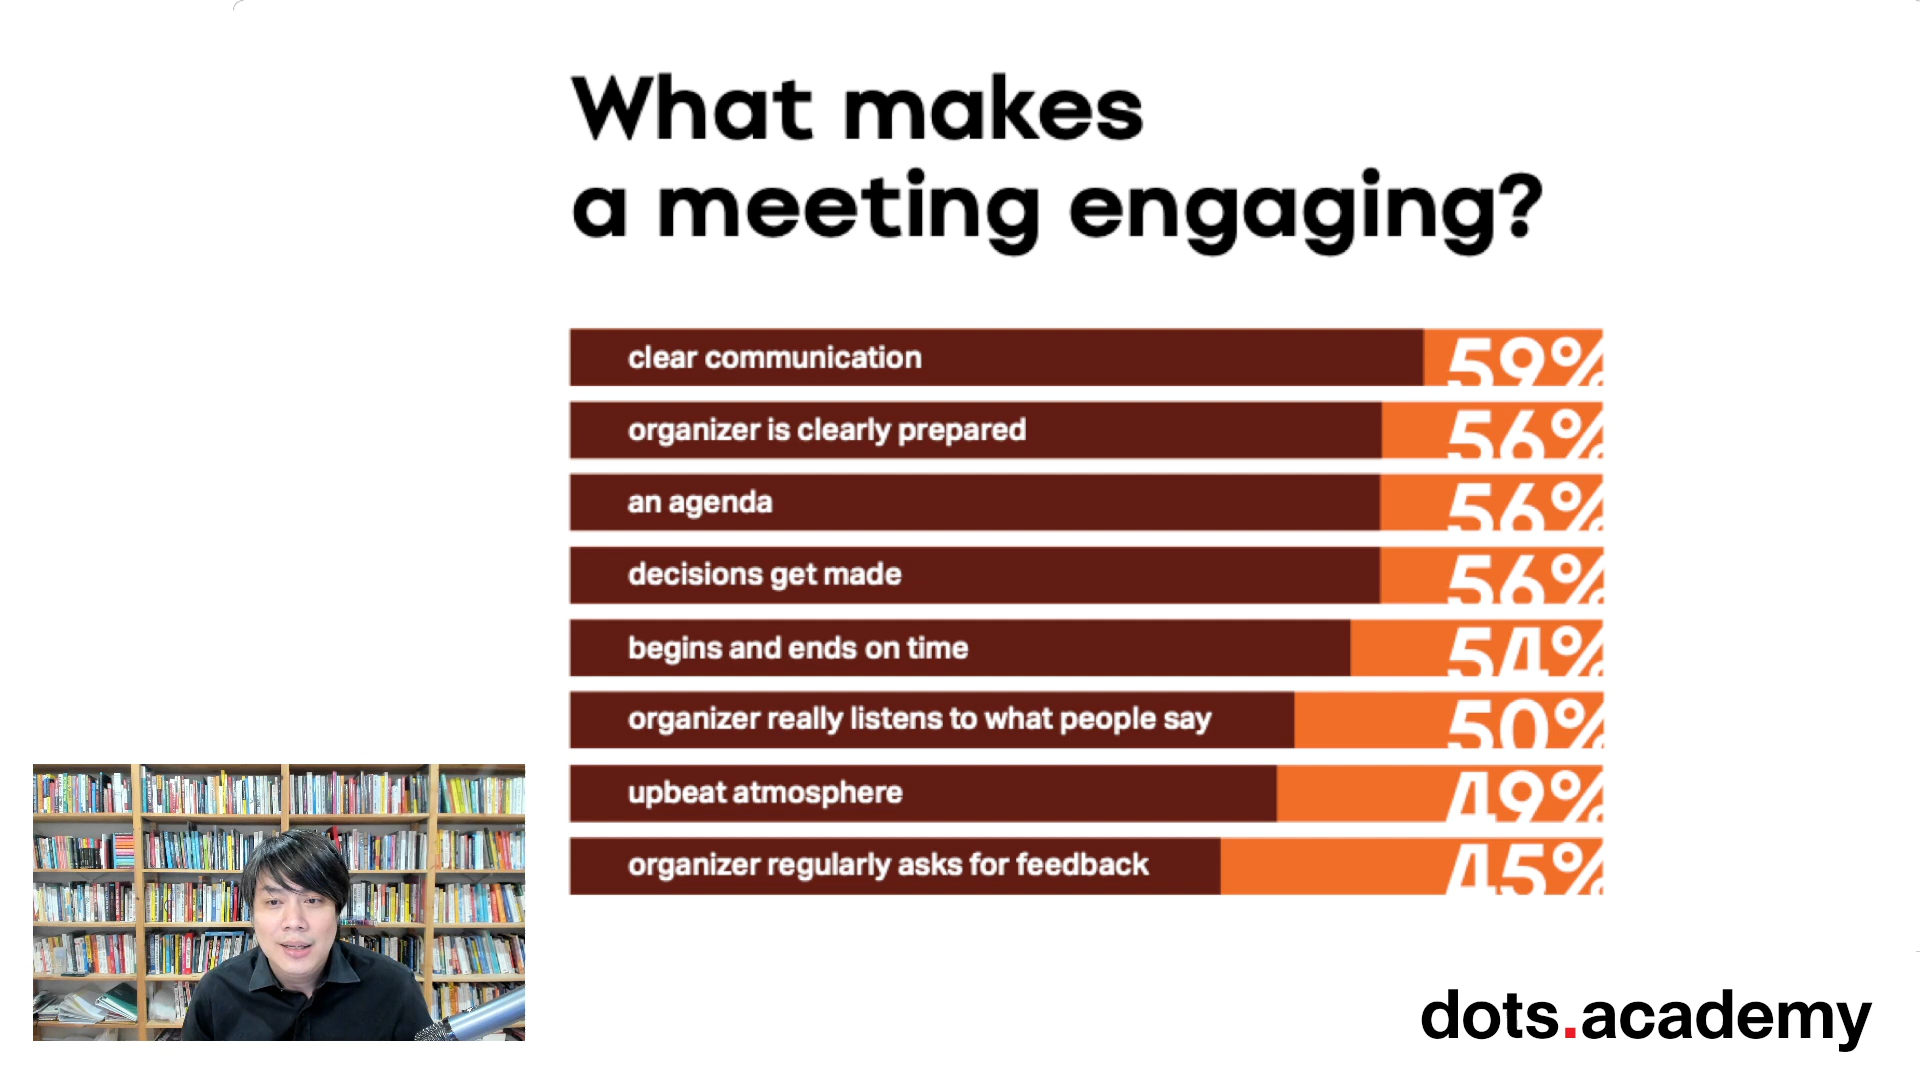 What makes
a meeting engaging?
clear communication 59%
organizer is clearly prepared 56%
an agenda 56%
decisions get made 56%
begins and ends on time 54%
organizer really listens to what people say 50%
upbeat atmosphere 49%
organizer regularly asks for feedback 45%
dots.academy